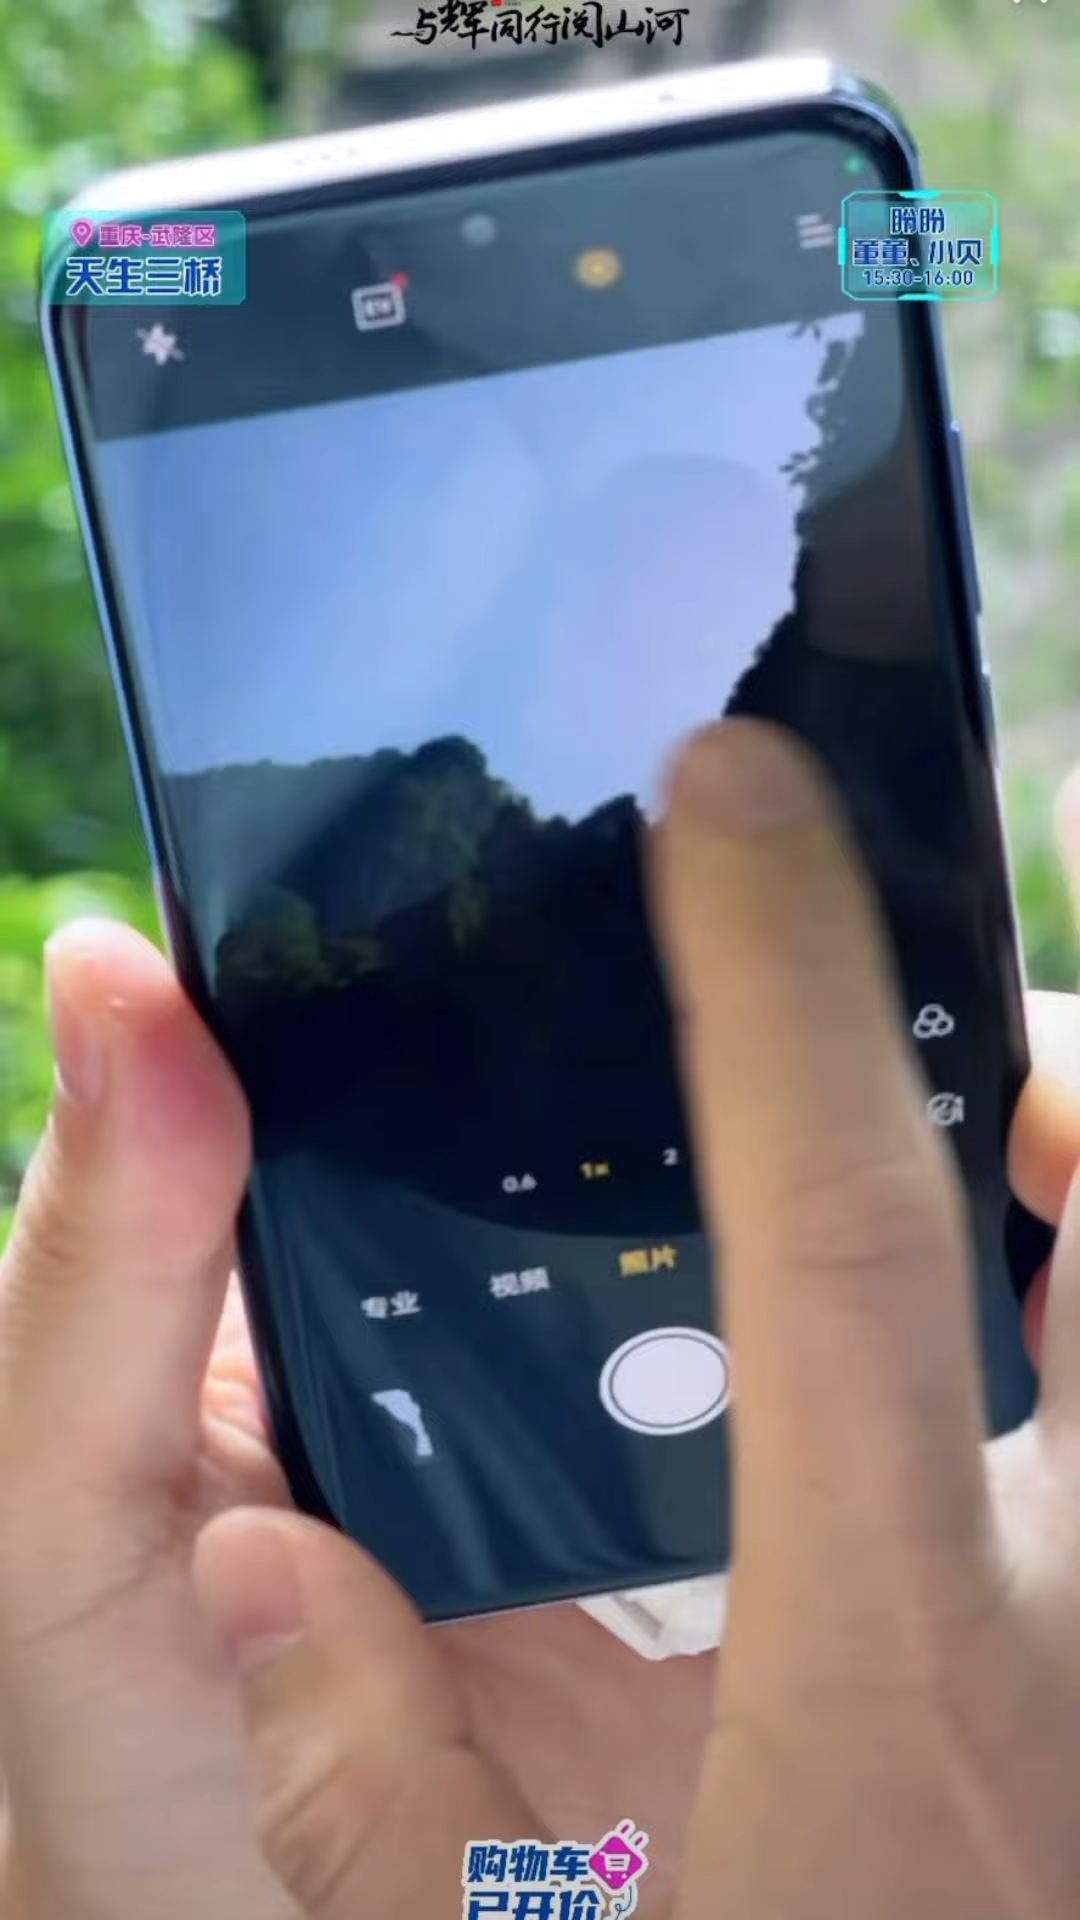 与辉同行阅山河
重庆-武隆区
天生三桥
盼盼
董董、小贝
15:30-16:00
0.6
1x
2
专业
视频
照片
购物车
已开价